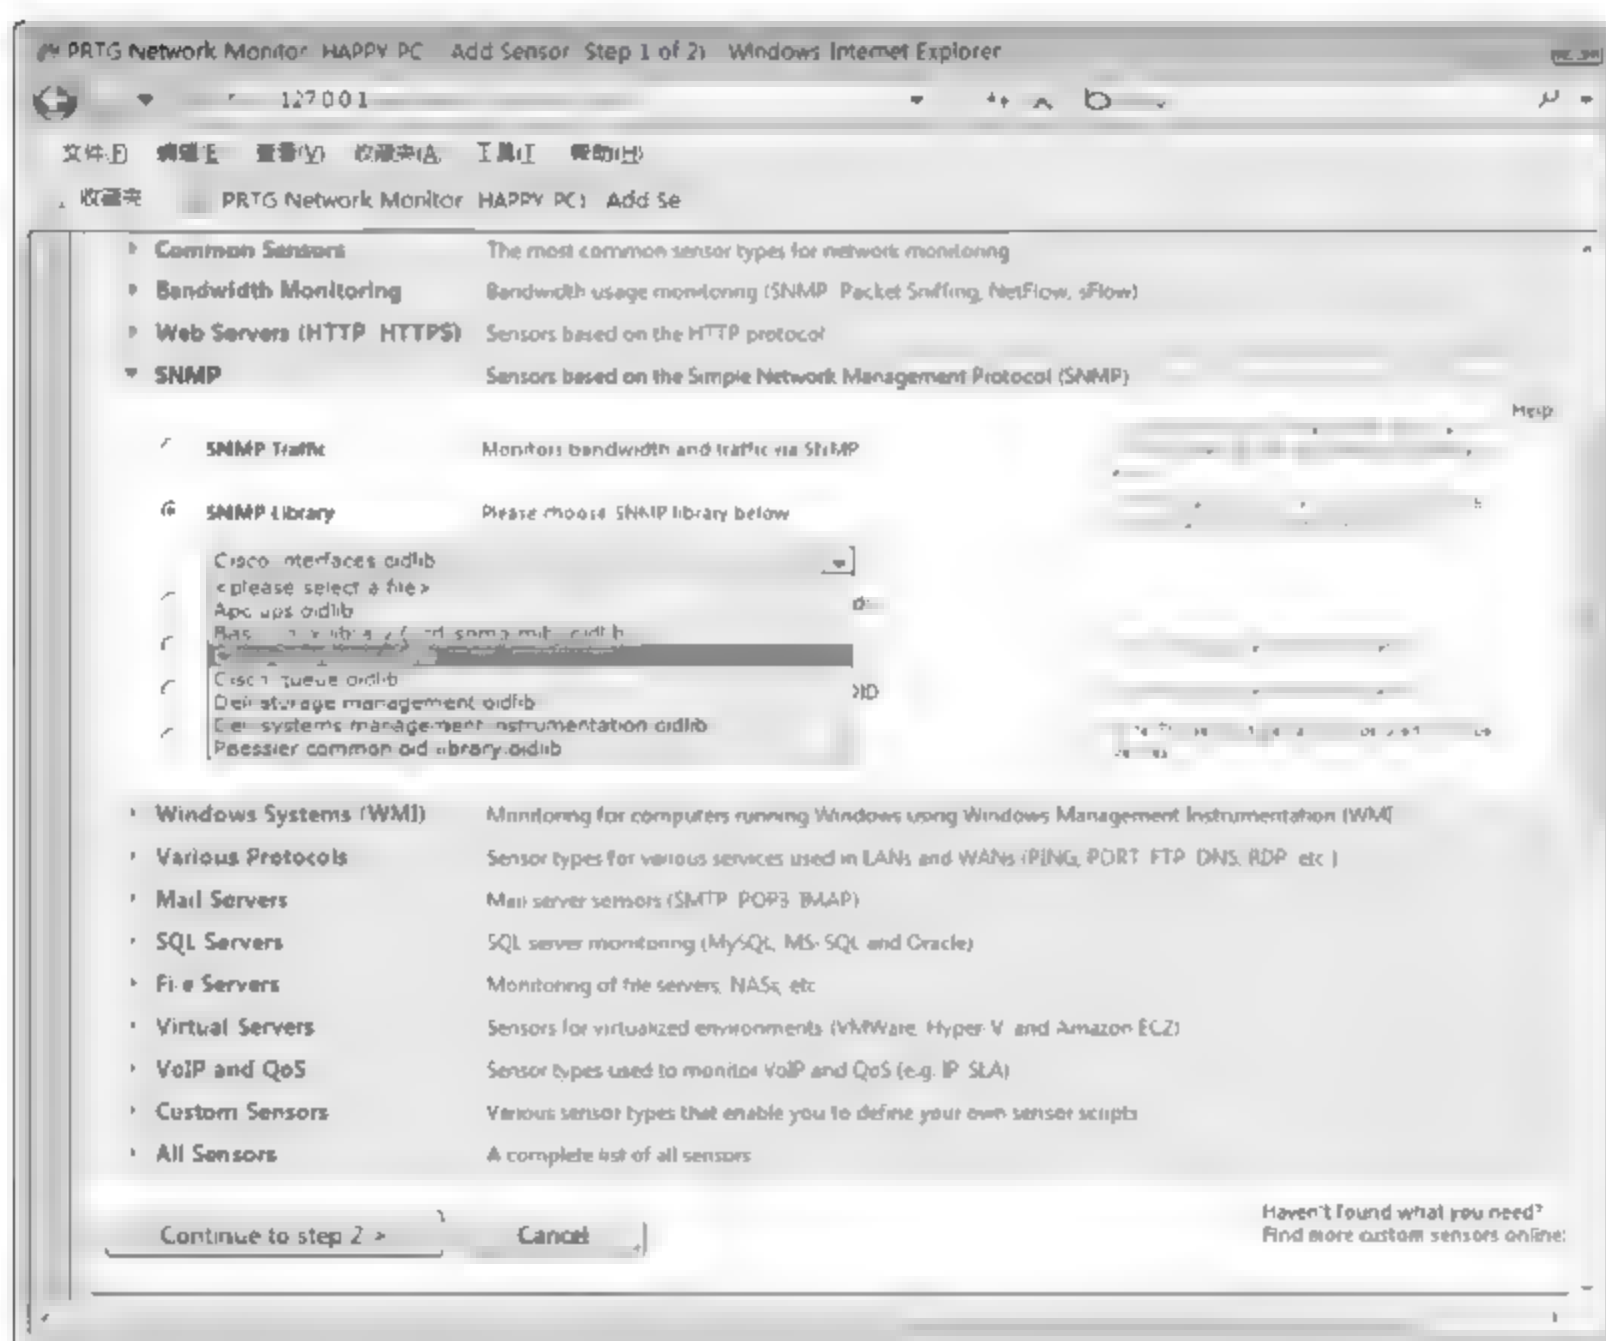 PRTG Network Monitor HAPPY PC Add Sensor Step 1 of 2) Windows Internet Explorer
127001
文件(F) 编辑(E 查看(V) 收藏夹(A, 工具(T 帮助(H)
收藏夹 PRTG Network Monitor HAPPY PC) Add Se
Common Sensors The most common sensor types for network monitoring
Bandwidth Monitoring Bandwidth usage monitoring (SNMP Packet Sniffing, NetFlow, sFlow)
Web Servers (HTTP HTTPS) Sensors based on the HTTP protocol
SNMP Sensors based on the Simple Network Management Protocol (SNMP)
Help
SNMP Traffic Monitors bandwidth and traffic via SNMP
SNMP Library Please choose SNMP library below
Cisco interfaces oidlib
<please select a file>
Apc ups oidlib
Cisco queue oidlib
Dell storage management oidlib
Dell systems management instrumentation oidlib
Paessler common oid library.oidlib
Windows Systems (WMI) Monitoring for computers running Windows using Windows Management Instrumentation (WMI
Various Protocols Sensor types for various services used in LANs and WANs (PING, PORT FTP DNS, RDP etc )
Mail Servers Mail server sensors (SMTP POP3 IMAP)
SQL Servers SQL server monitoring (MySQL, MS-SQL and Oracle)
File Servers Monitoring of file servers, NASs, etc
Virtual Servers Sensors for virtualized environments (VMWare, Hyper-V and Amazon EC2)
VoIP and QoS Sensor types used to monitor VoIP and QoS (e.g. IP SLA)
Custom Sensors Various sensor types that enable you to define your own sensor scripts
All Sensors A complete list of all sensors
Haven't found what you need?
Continue to step 2 > Cancel
Find more custom sensors online!